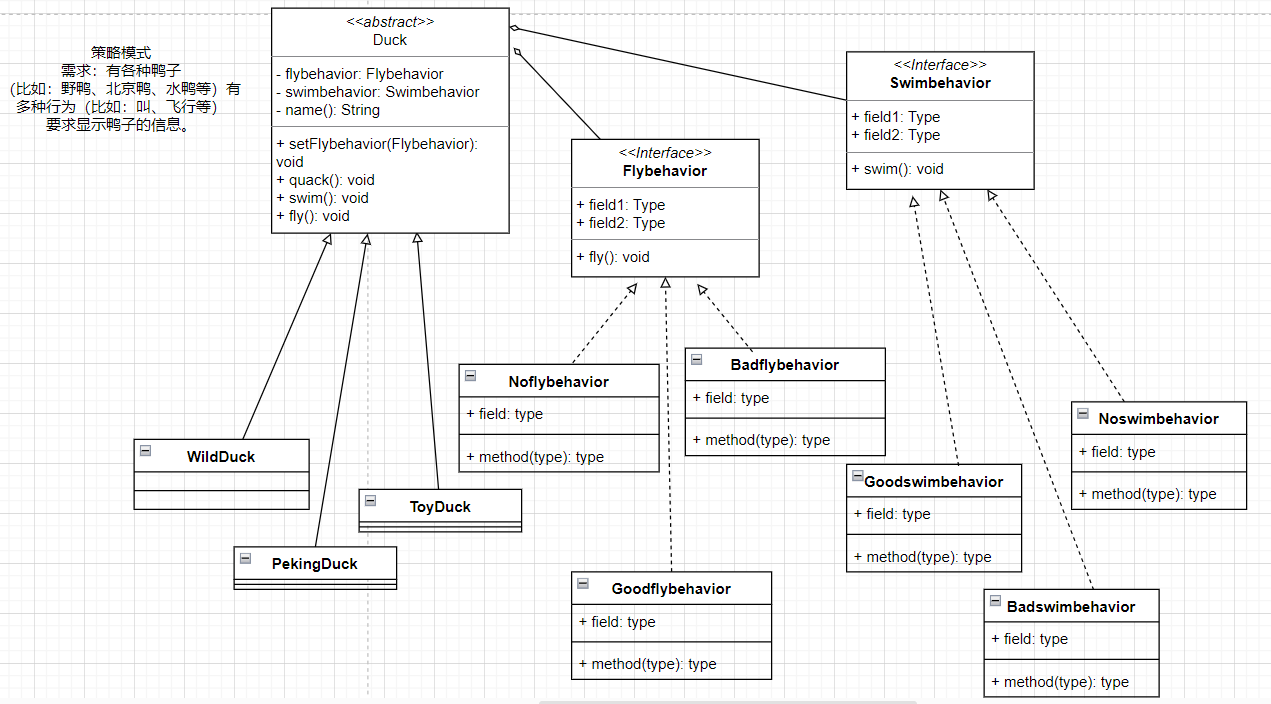 策略模式
需求：有各种鸭子
（比如：野鸭、北京鸭、水鸭等）有
多种行为（比如：叫、飞行等）
要求显示鸭子的信息。
<<abstract>>
Duck
- flybehavior: Flybehavior
- swimbehavior: Swimbehavior
- name(): String
+ setFlybehavior(Flybehavior):
void
+ quack(): void
+ swim(): void
+ fly(): void
<<Interface>>
Flybehavior
+ field1: Type
+ field2: Type
+ fly(): void
<<Interface>>
Swimbehavior
+ field1: Type
+ field2: Type
+ swim(): void
WildDuck
PekingDuck
ToyDuck
Noflybehavior
+ field: type
+ method(type): type
Badflybehavior
+ field: type
+ method(type): type
Goodflybehavior
+ field: type
+ method(type): type
Goodswimbehavior
+ field: type
+ method(type): type
Noswimbehavior
+ field: type
+ method(type): type
Badswimbehavior
+ field: type
+ method(type): type